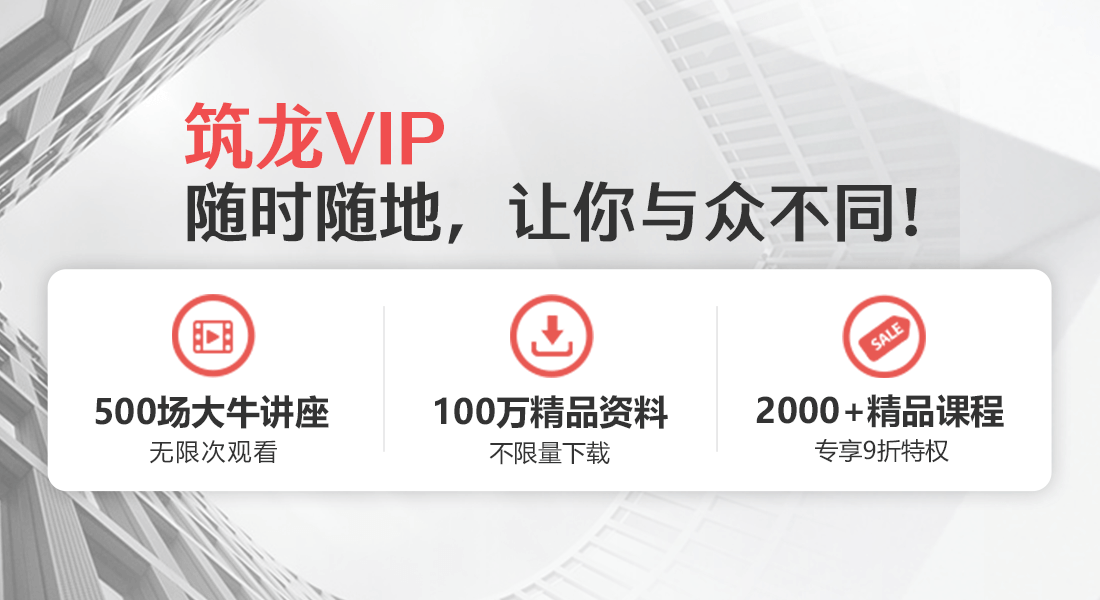 筑龙VIP
随时随地，让你与众不同！
500场大牛讲座
无限次观看
100万精品资料
不限量下载
SALE
2000+精品课程
专享9折特权